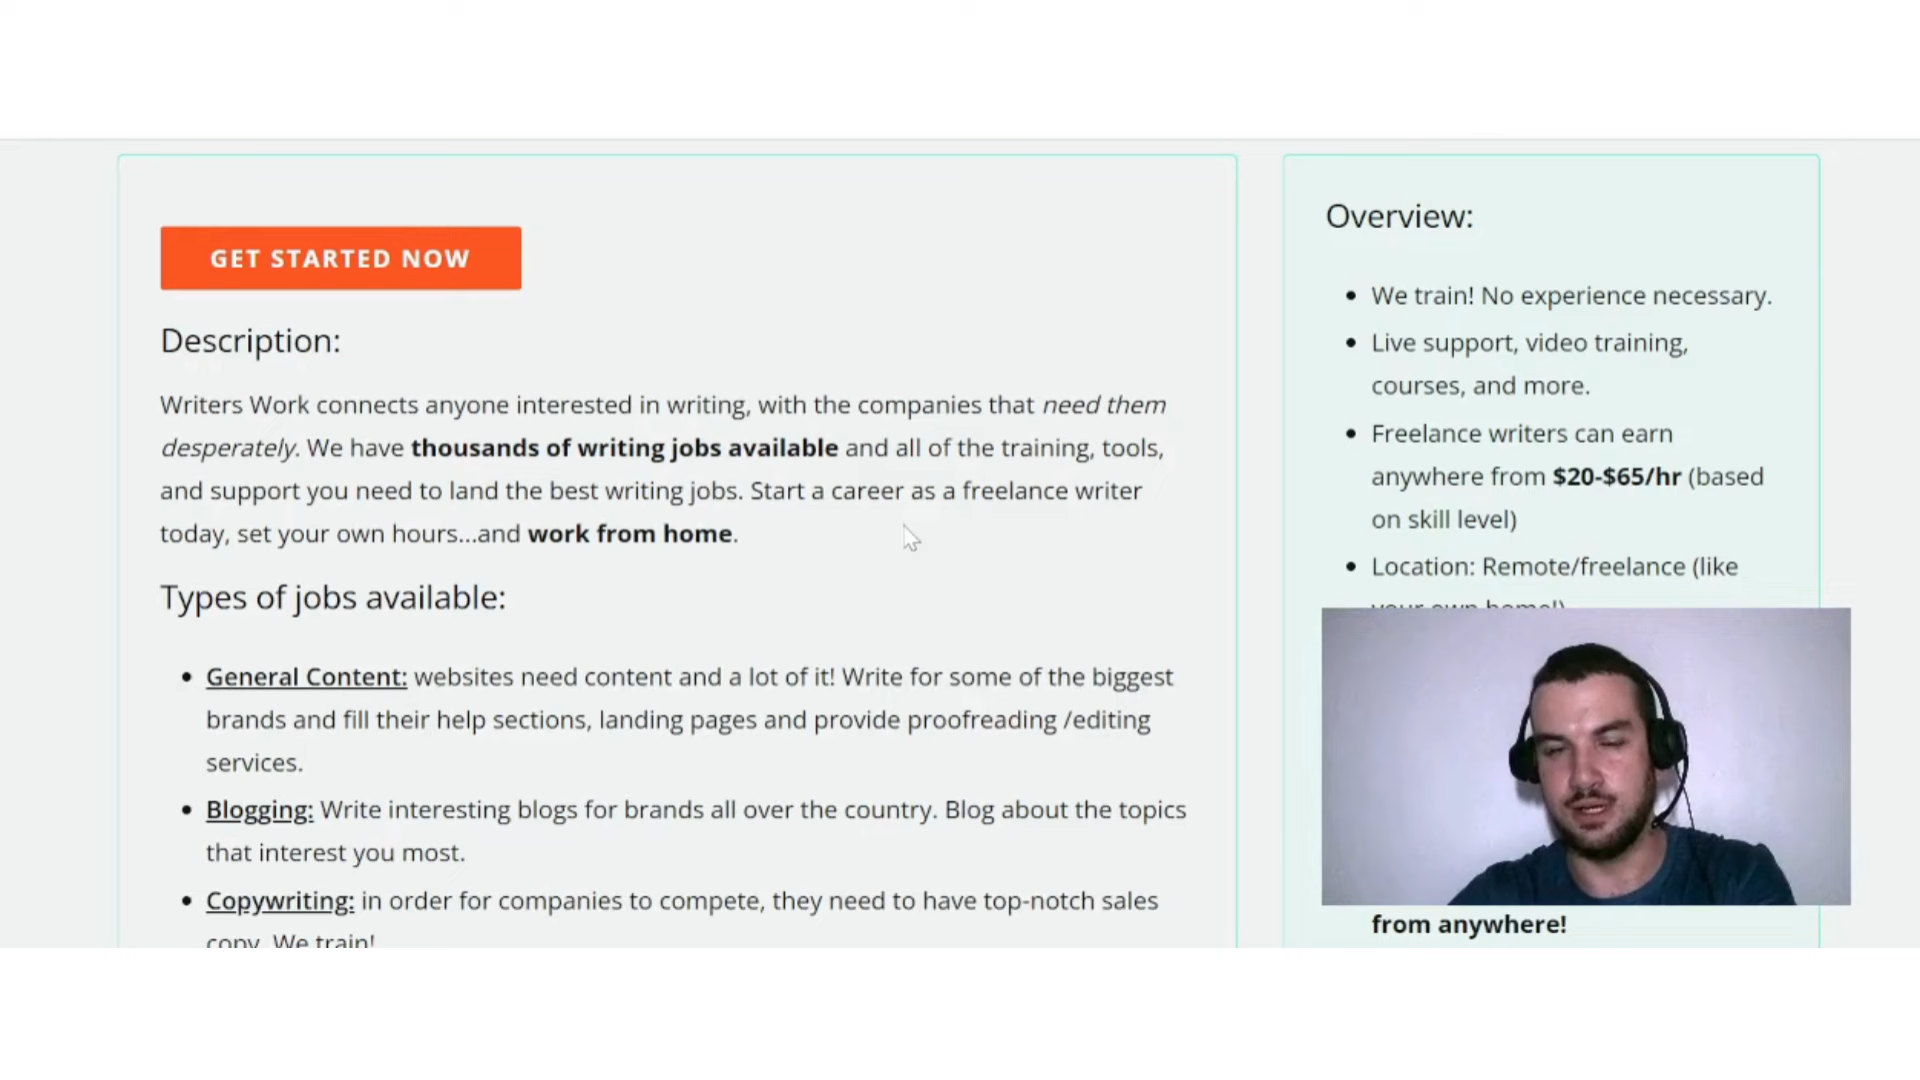 GET STARTED NOW
Description:
Writers Work connects anyone interested in writing, with the companies that need them
desperately. We have thousands of writing jobs available and all of the training, tools,
and support you need to land the best writing jobs. Start a career as a freelance writer
today, set your own hours...and work from home.
Types of jobs available:
General Content: websites need content and a lot of it! Write for some of the biggest
brands and fill their help sections, landing pages and provide proofreading /editing
services.
Blogging: Write interesting blogs for brands all over the country. Blog about the topics
that interest you most.
Copywriting: in order for companies to compete, they need to have top-notch sales
copy. We train!
Overview:
We train! No experience necessary.
Live support, video training,
courses, and more.
Freelance writers can earn
anywhere from $20-$65/hr (based
on skill level)
Location: Remote/freelance (like
your own home!)
from anywhere!